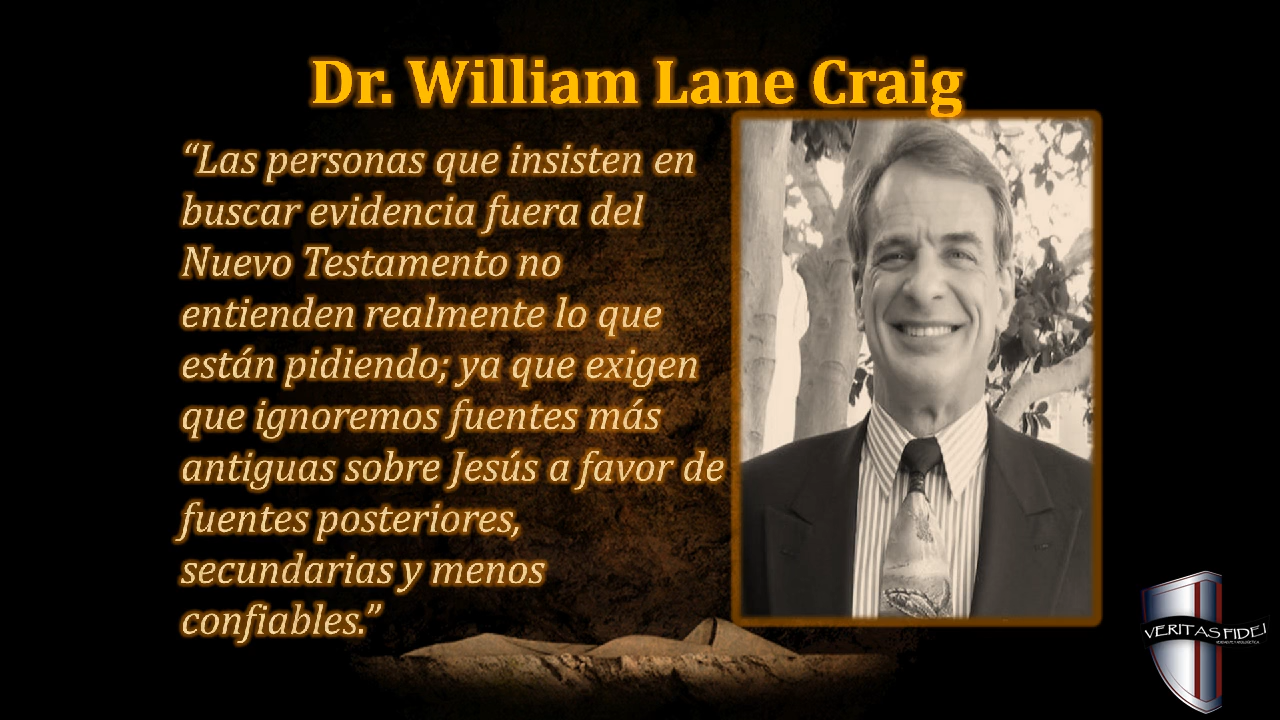 Dr. William Lane Craig
“Las personas que insisten en
buscar evidencia fuera del
Nuevo Testamento no
entienden realmente lo que
están pidiendo; ya que exigen
que ignoremos fuentes más
antiguas sobre Jesús a favor de
fuentes posteriores,
secundarias y menos
confiables.”
VERITAS FIDEI